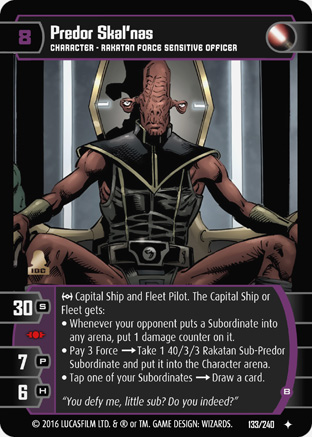 8
Predor Skal'nas
CHARACTER - RAKATAN FORCE SENSITIVE OFFICER
IGC
30 S
7 P
6 H
Capital Ship and Fleet Pilot. The Capital Ship or
Fleet gets:
• Whenever your opponent puts a Subordinate into
any arena, put 1 damage counter on it.
• Pay 3 Force → Take 1 40/3/3 Rakatan Sub-Predor
Subordinate and put it into the Character arena.
• Tap one of your Subordinates → Draw a card.
B
"You defy me, little sub? Do you indeed?"
© 2016 LUCASFILM LTD. & ® or TM. GAME DESIGN: WIZARDS.
133/240